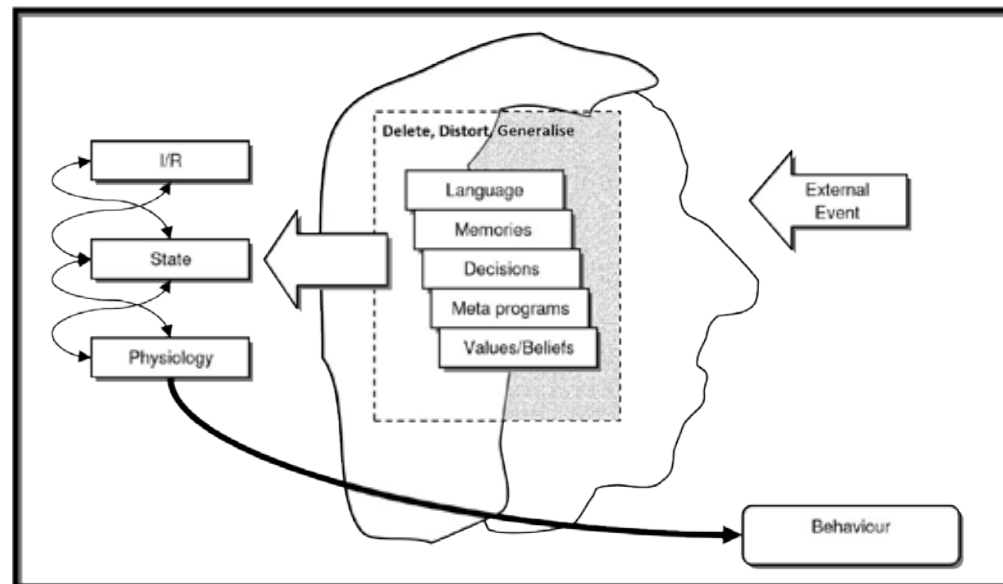 Delete, Distort, Generalise
I/R
State
Physiology
Language
Memories
Decisions
Meta programs
Values/Beliefs
External
Event
Behaviour